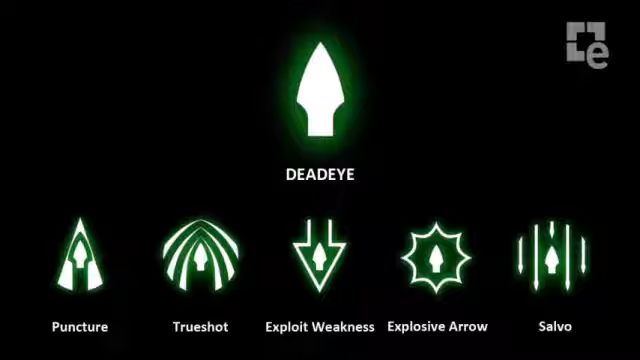 DEADEYE
Puncture
Trueshot
Exploit Weakness
Explosive Arrow
Salvo
e